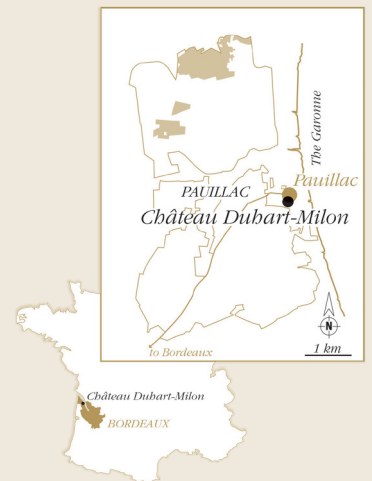 The Garonne
Pauillac
PAUILLAC
Château Duhart-Milon
N
to Bordeaux
1 km
Château Duhart-Milon
BORDEAUX